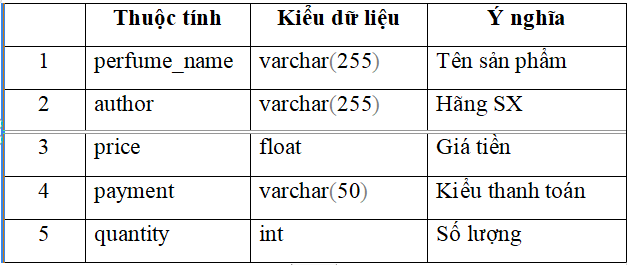 Thuộc tính Kiểu dữ liệu Ý nghĩa
1 perfume_name varchar(255) Tên sản phẩm
2 author varchar(255) Hãng SX
3 price float Giá tiền
4 payment varchar(50) Kiểu thanh toán
5 quantity int Số lượng